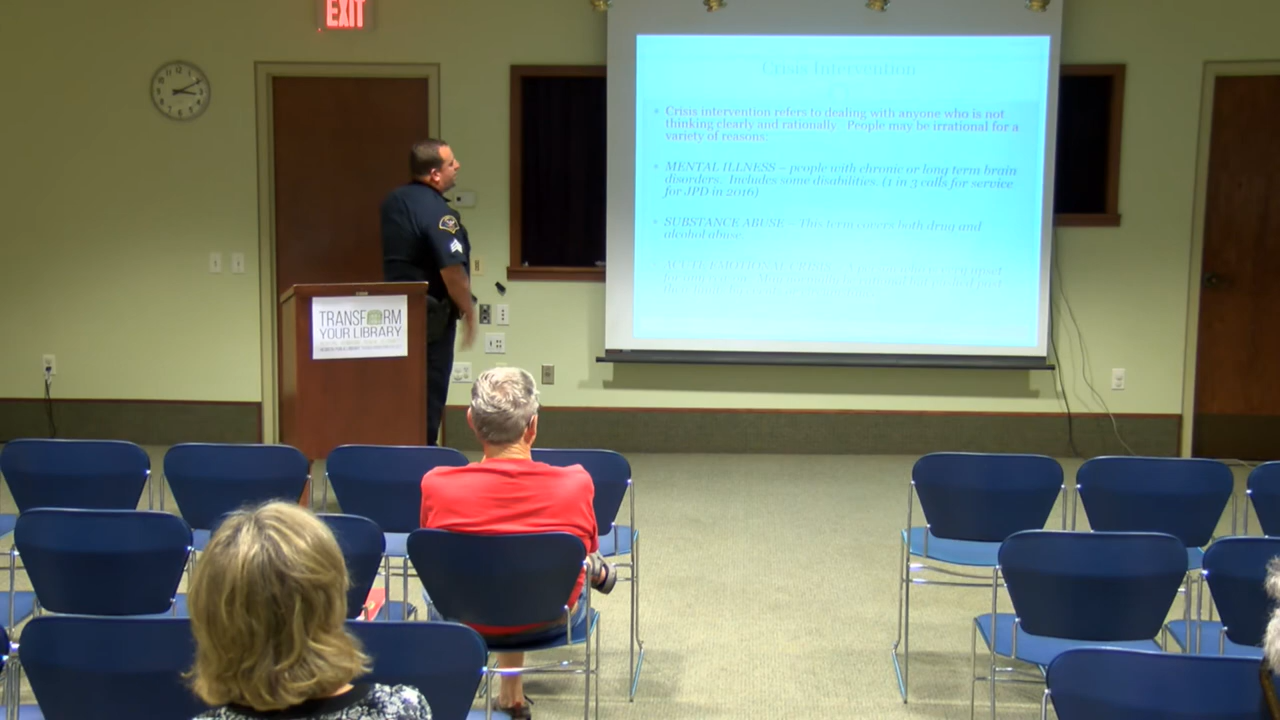 EXIT
Crisis Intervention
Crisis intervention refers to dealing with anyone who is not
thinking clearly and rationally. People may be irrational for a
variety of reasons.
MENTAL ILLNESS – people with chronic or long term brain
disorders. Includes some disabilities. (1 in 3 calls for service
for JPD in 2016)
SUBSTANCE ABUSE – This term covers both drug and
alcohol abuse.
ACUTE EMOTIONAL CRISIS
TRANSFORM
YOUR LIBRARY